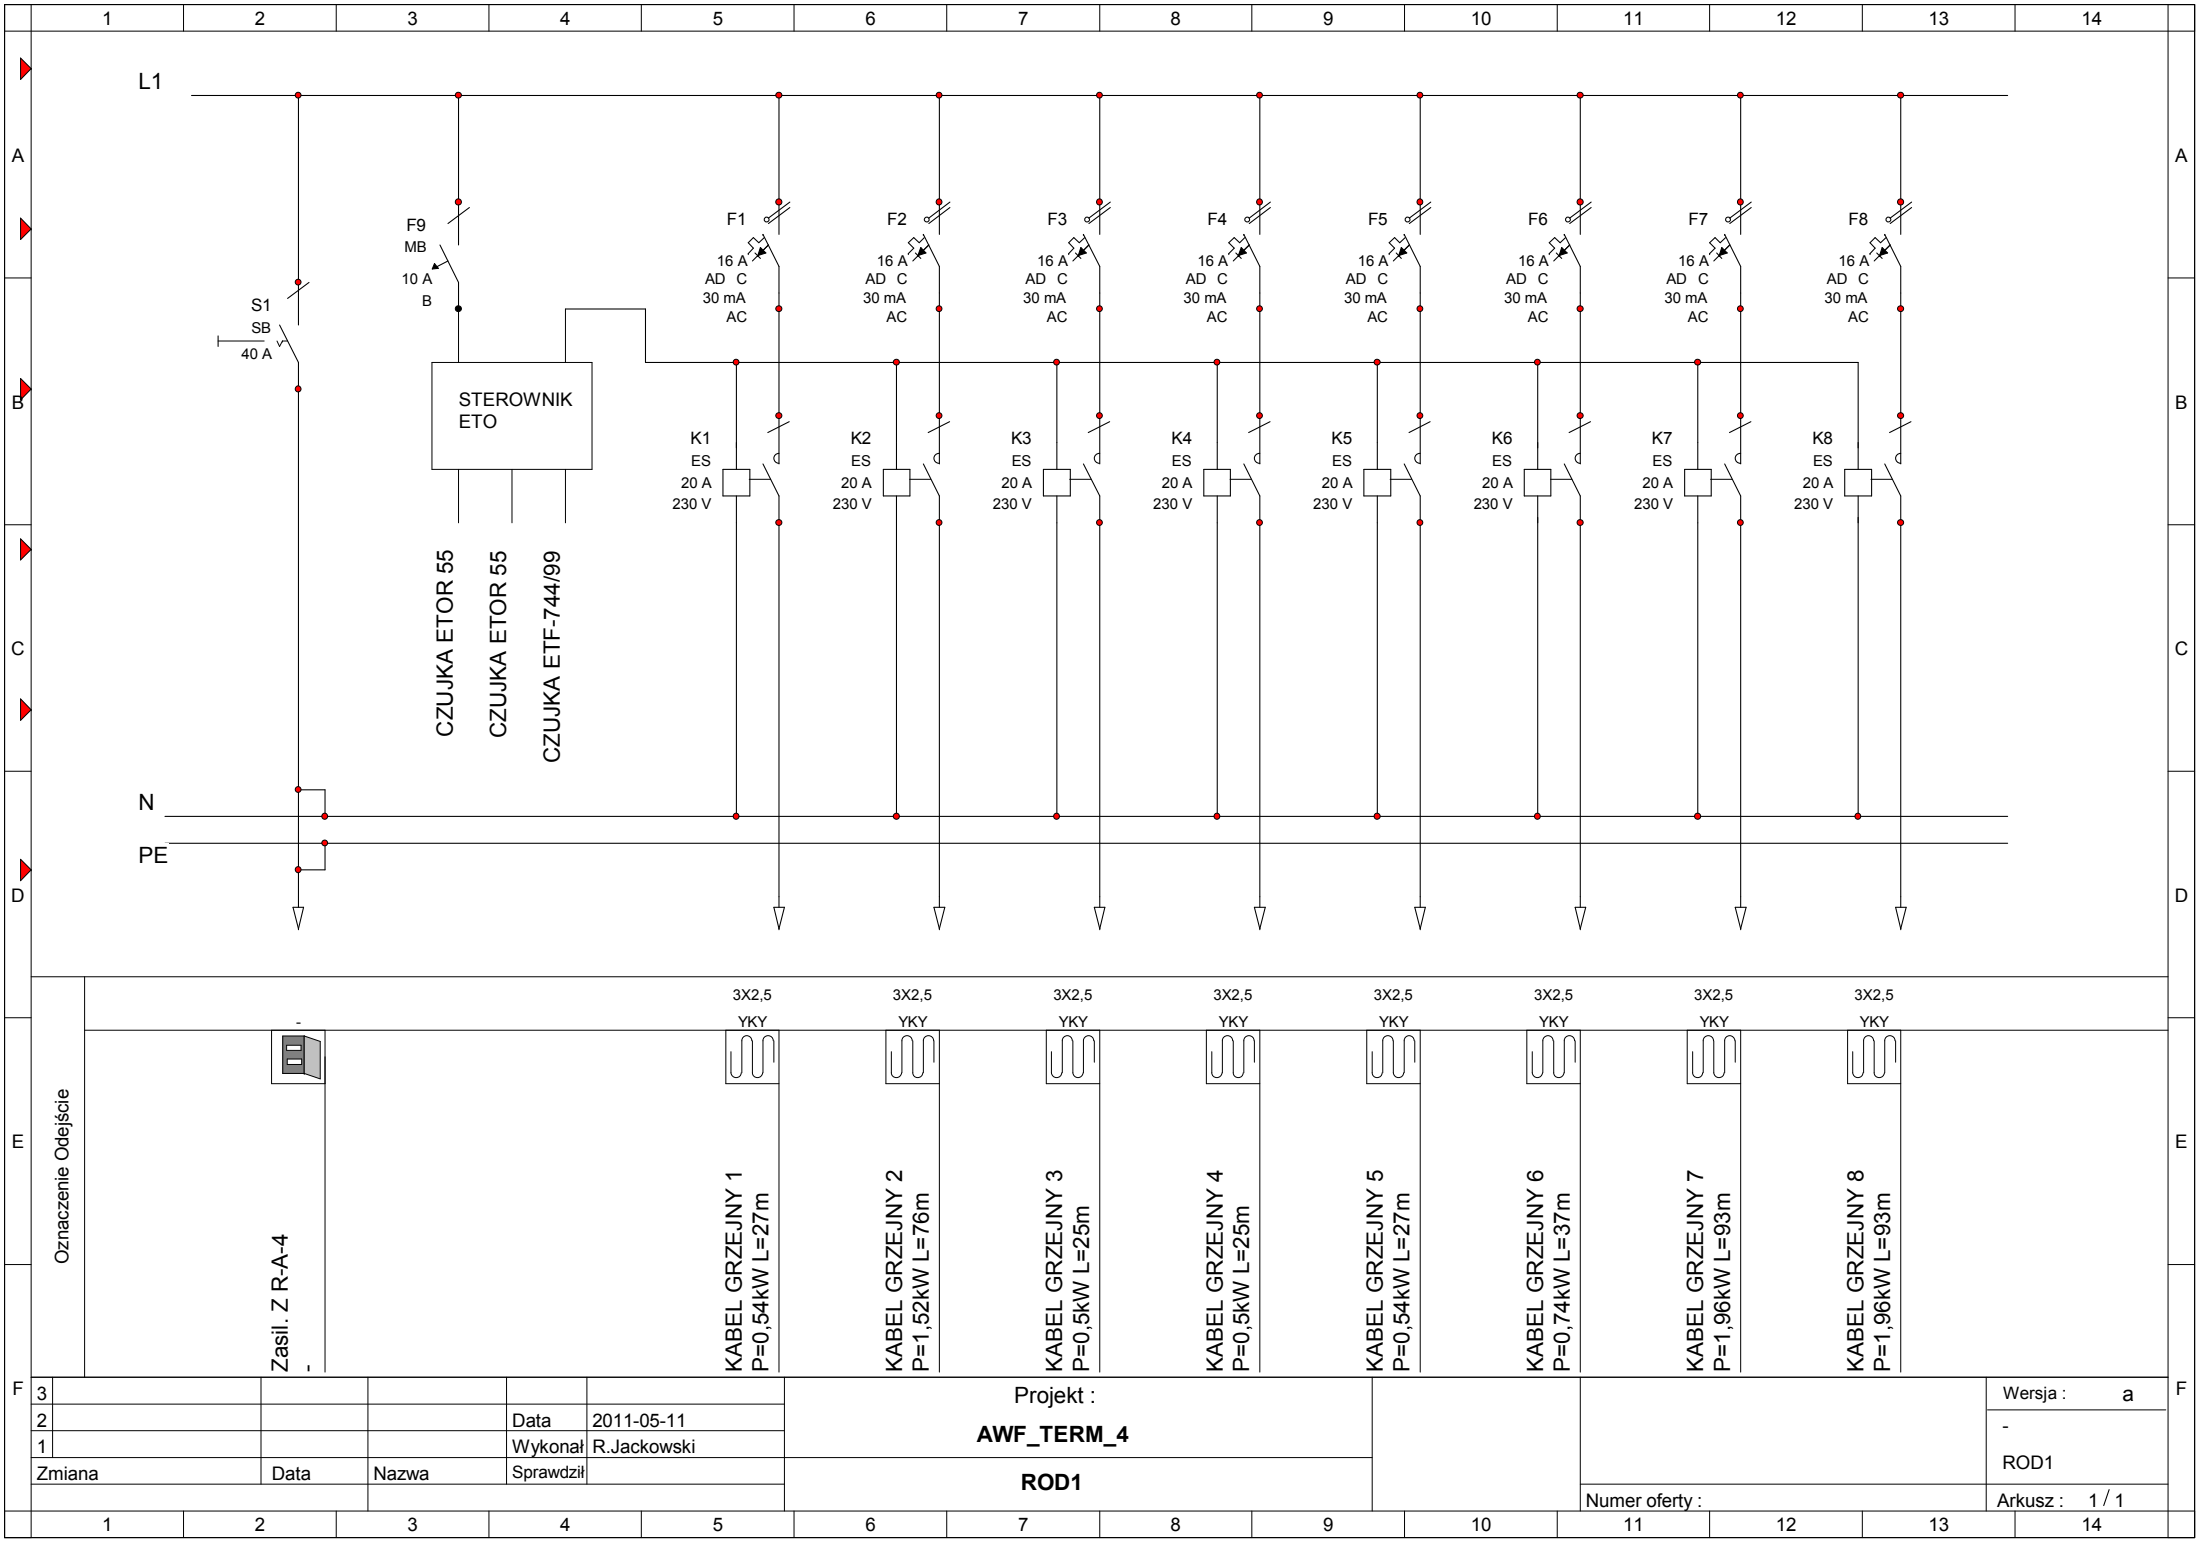 1 2 3 4 5 6 7 8 9 10 11 12 13 14
L1
A A
F9
MB
10 A
B
F1
16 A
AD C
30 mA
AC
F2
16 A
AD C
30 mA
AC
F3
16 A
AD C
30 mA
AC
F4
16 A
AD C
30 mA
AC
F5
16 A
AD C
30 mA
AC
F6
16 A
AD C
30 mA
AC
F7
16 A
AD C
30 mA
AC
F8
16 A
AD C
30 mA
AC
S1
SB
40 A
B B
STEROWNIK
ETO
K1
ES
20 A
230 V
K2
ES
20 A
230 V
K3
ES
20 A
230 V
K4
ES
20 A
230 V
K5
ES
20 A
230 V
K6
ES
20 A
230 V
K7
ES
20 A
230 V
K8
ES
20 A
230 V
CZUJKA ETOR 55
CZUJKA ETOR 55
CZUJKA ETF-744/99
C C
N
PE
D D
Oznaczenie Odejście
3X2,5 3X2,5 3X2,5 3X2,5 3X2,5 3X2,5 3X2,5 3X2,5
- YKY YKY YKY YKY YKY YKY YKY YKY
E E
Zasil. Z R-A-4
-
KABEL GRZEJNY 1
P=0,54kW L=27m
KABEL GRZEJNY 2
P=1,52kW L=76m
KABEL GRZEJNY 3
P=0,5kW L=25m
KABEL GRZEJNY 4
P=0,5kW L=25m
KABEL GRZEJNY 5
P=0,54kW L=27m
KABEL GRZEJNY 6
P=0,74kW L=37m
KABEL GRZEJNY 7
P=1,96kW L=93m
KABEL GRZEJNY 8
P=1,96kW L=93m
F F
3
2 Data 2011-05-11
1 Wykonał R.Jackowski
Zmiana Data Nazwa Sprawdził
Projekt :
AWF_TERM_4
ROD1
Numer oferty :
Wersja : a
-
ROD1
Arkusz : 1 / 1
1 2 3 4 5 6 7 8 9 10 11 12 13 14